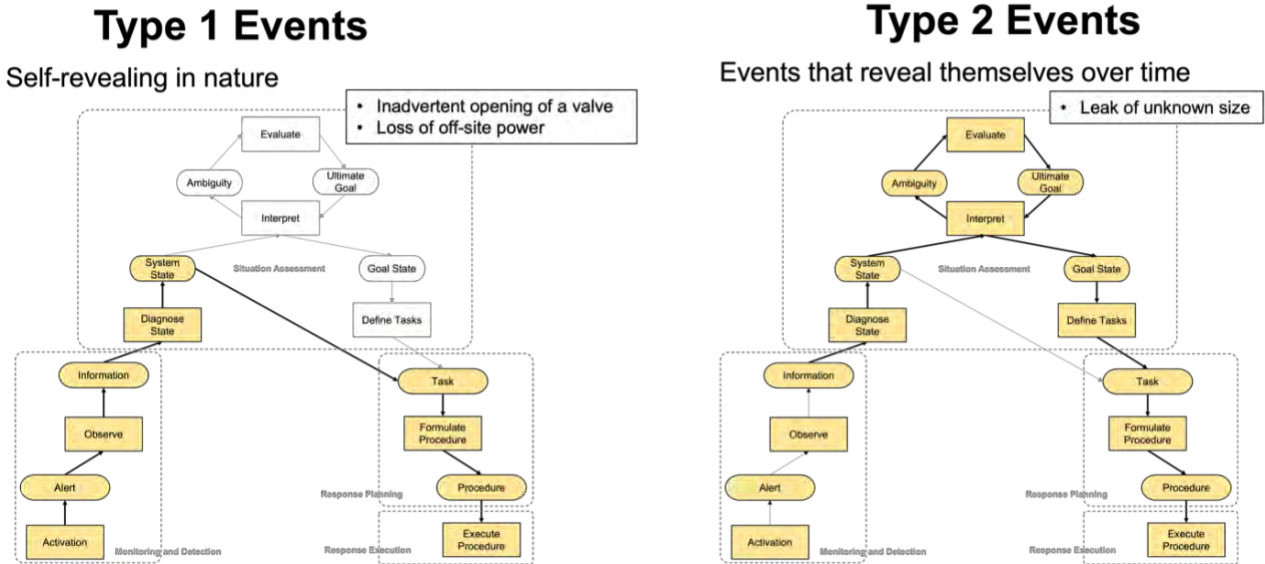 Type 1 Events
Self-revealing in nature
• Inadvertent opening of a valve
• Loss of off-site power
Evaluate
Ambiguity
Ultimate
Goal
Interpret
System
State
Situation Assessment
Goal State
Diagnose
State
Define Tasks
Information
Task
Observe
Formulate
Procedure
Alert
Response Planning
Procedure
Activation
Monitoring and Detection
Response Execution
Execute
Procedure
Type 2 Events
Events that reveal themselves over time
• Leak of unknown size
Evaluate
Ambiguity
Ultimate
Goal
Interpret
System
State
Situation Assessment
Goal State
Diagnose
State
Define Tasks
Information
Task
Observe
Formulate
Procedure
Alert
Response Planning
Procedure
Activation
Monitoring and Detection
Response Execution
Execute
Procedure